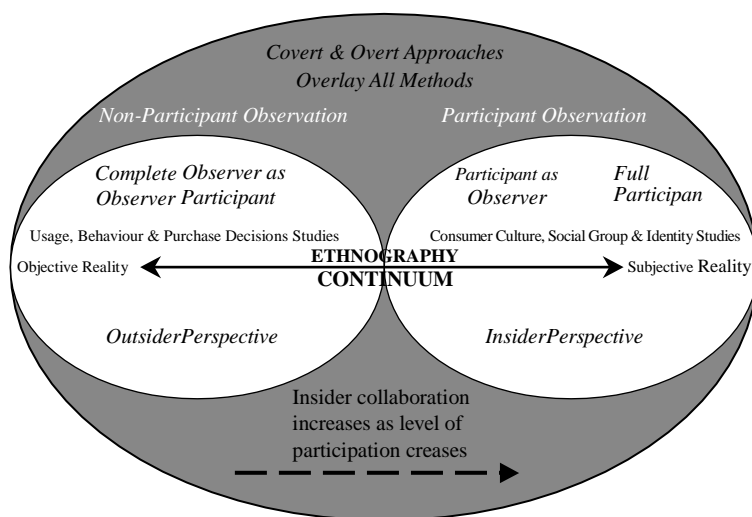 Covert & Overt Approaches
Overlay All Methods
Non-Participant Observation
Participant Observation
Complete Observer as
Observer Participant
Participant as
Observer
Full
Participan
Usage, Behaviour & Purchase Decisions Studies
Consumer Culture, Social Group & Identity Studies
Objective Reality
ETHNOGRAPHY
CONTINUUM
Subjective Reality
OutsiderPerspective
InsiderPerspective
Insider collaboration
increases as level of
participation creases